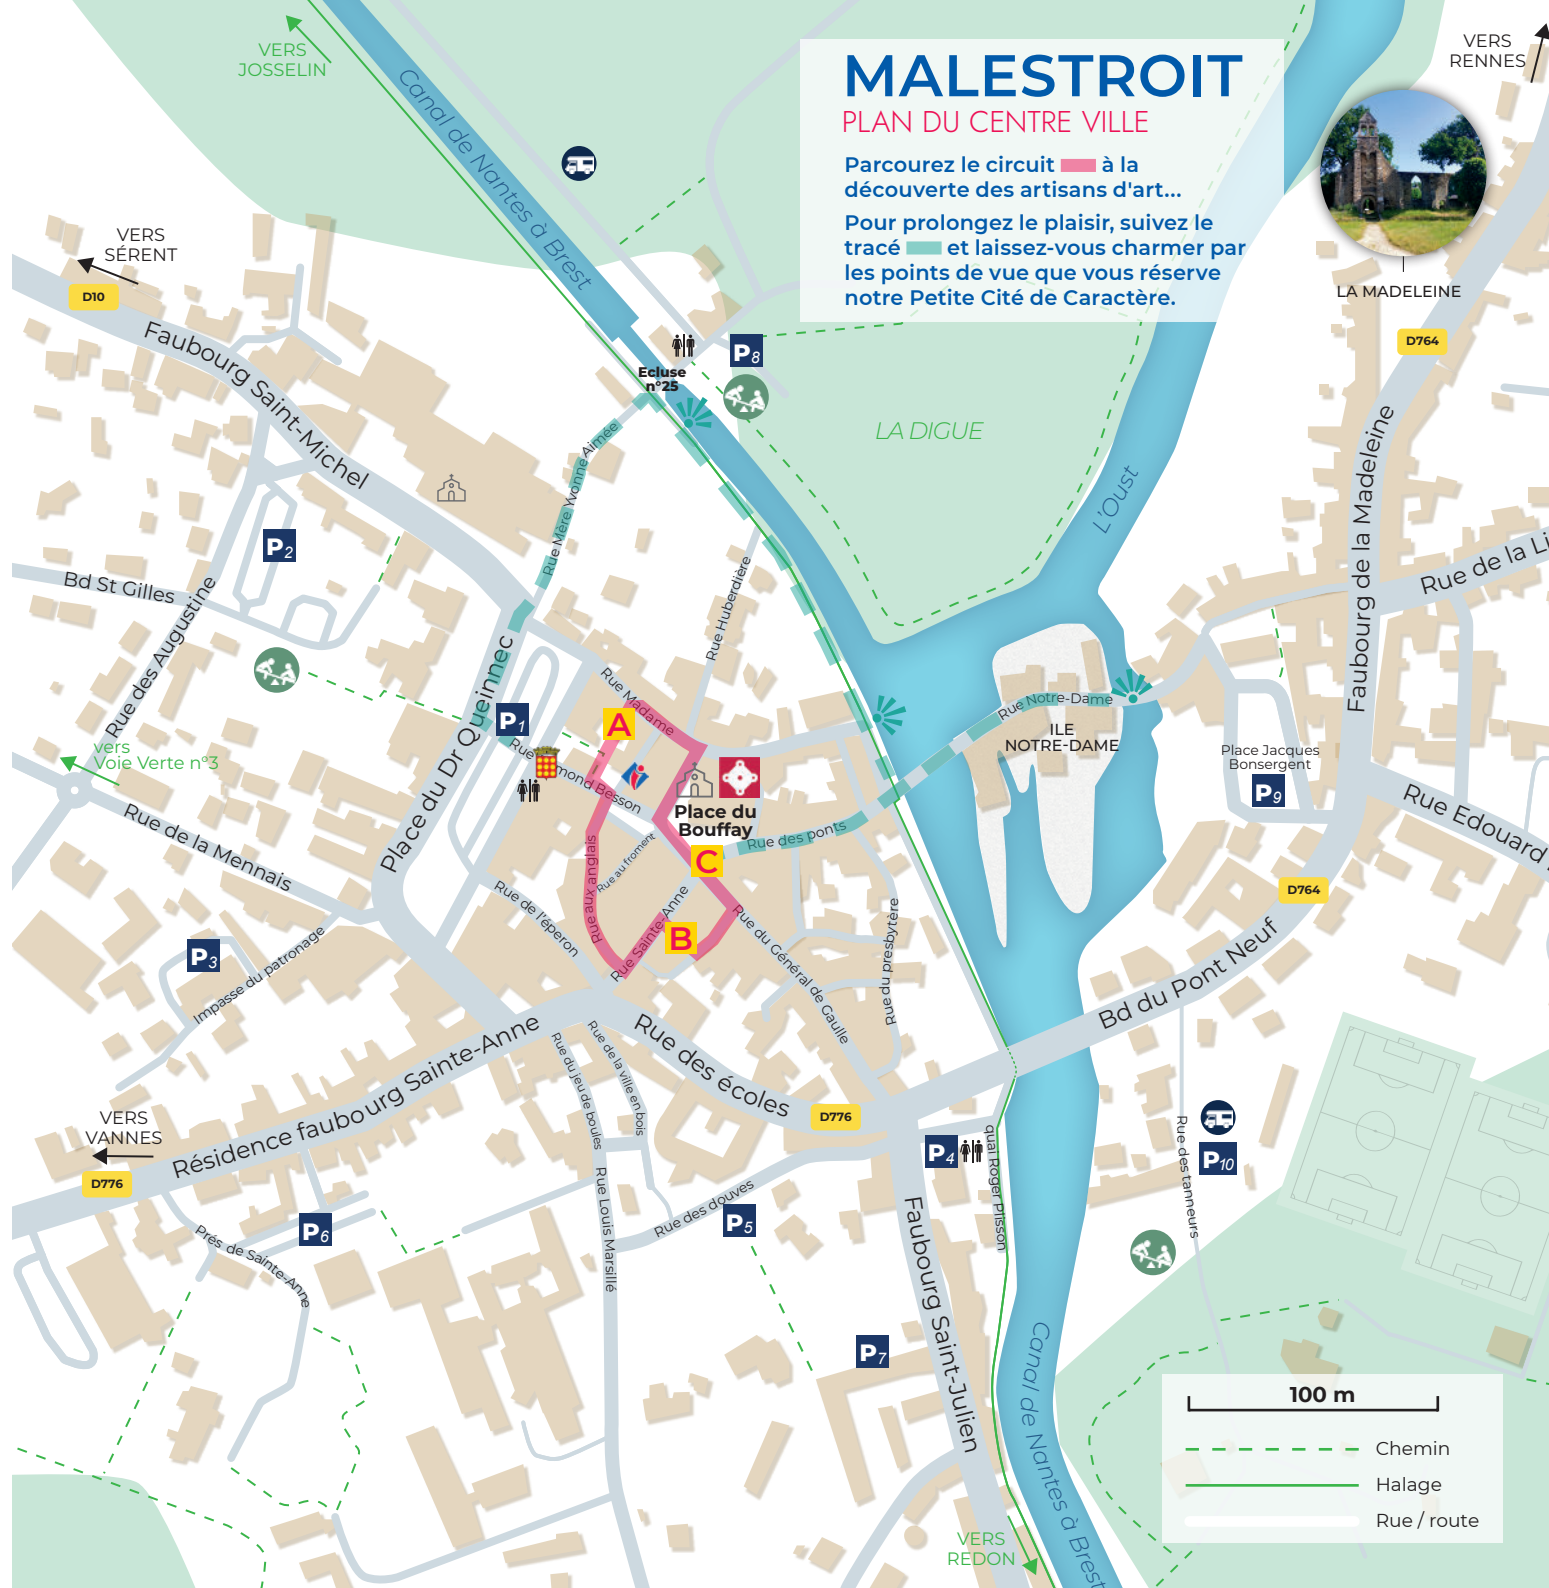 MALESTROIT
PLAN DU CENTRE VILLE
Parcourez le circuit à la
découverte des artisans d'art...
Pour prolongez le plaisir, suivez le
tracé et laissez-vous charmer par
les points de vue que vous réserve
notre Petite Cité de Caractère.
VERS
JOSSELIN
VERS
RENNES
Canal de Nantes à Brest
LA MADELEINE
VERS
SÉRENT
D10
D764
Faubourg Saint-Michel
Ecluse
n°25
P8
LA DIGUE
L'Oust
Faubourg de la Madeleine
Rue de la Li
Rue Mère Yvonne Aimée
P2
Bd St Gilles
Rue des Augustine
Rue Huberdière
Place du Dr Queinnec
P1
Rue Madame
A
Rue Notre-Dame
ILE
NOTRE-DAME
Place Jacques
Bonsergent
P9
vers
Voie Verte n°3
Rue mond Besson
Place du
Bouffay
Rue des ponts
C
Rue Edouard
Rue de la Mennais
Rue aux anglais
Rue au froment
Rue Sainte-Anne
B
Rue de l'éperon
Rue du Général de Gaulle
Rue du presbytère
D764
P3
Impasse du patronage
Bd du Pont Neuf
Résidence faubourg Sainte-Anne
Rue du jeu de boules
Rue de la ville en bois
Rue des écoles
D776
VERS
VANNES
D776
P4
quai Roger Plisson
Rue des tanneurs
P10
P6
Prés de Sainte-Anne
Rue Louis Marsillé
Rue des douves
P5
Faubourg Saint-Julien
P7
Canal de Nantes à Brest
VERS
REDON
100 m
Chemin
Halage
Rue / route